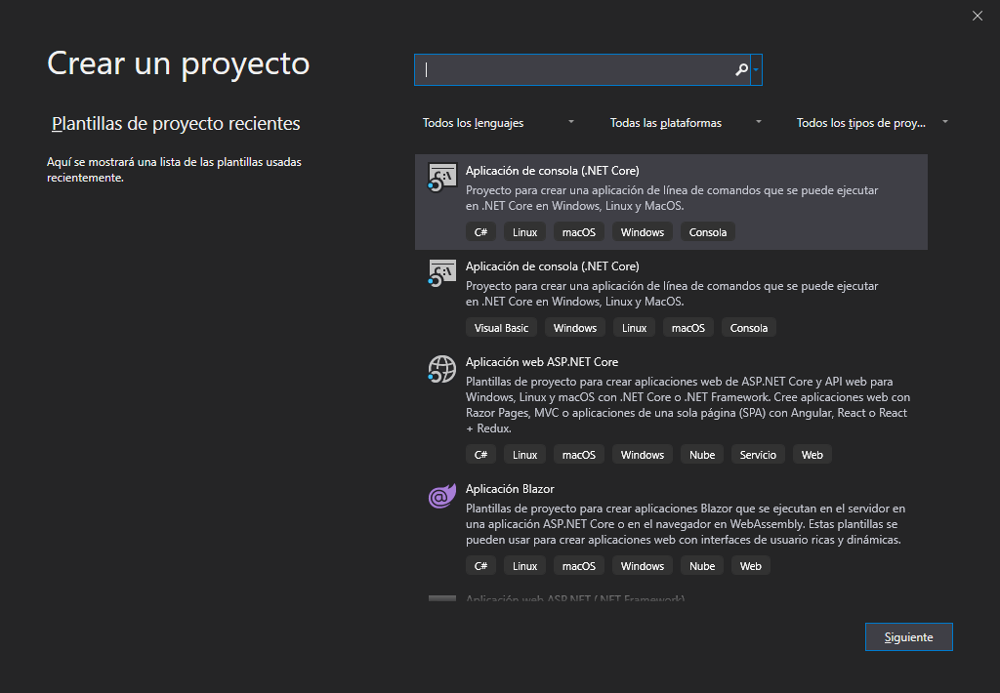 Crear un proyecto
Plantillas de proyecto recientes
Aquí se mostrará una lista de las plantillas usadas
recientemente.
Todos los lenguajes
Todas las plataformas
Todos los tipos de proy...
Aplicación de consola (.NET Core)
Proyecto para crear una aplicación de línea de comandos que se puede ejecutar
en .NET Core en Windows, Linux y MacOS.
C# Linux macOS Windows Consola
Aplicación de consola (.NET Core)
Proyecto para crear una aplicación de línea de comandos que se puede ejecutar
en .NET Core en Windows, Linux y MacOS.
Visual Basic Windows Linux macOS Consola
Aplicación web ASP.NET Core
Plantillas de proyecto para crear aplicaciones web de ASP.NET Core y API web para
Windows, Linux y macOS con .NET Core o .NET Framework. Cree aplicaciones web con
Razor Pages, MVC o aplicaciones de una sola página (SPA) con Angular, React o React
+ Redux.
C# Linux macOS Windows Nube Servicio Web
Aplicación Blazor
Plantillas de proyecto para crear aplicaciones Blazor que se ejecutan en el servidor en
una aplicación ASP.NET Core o en el navegador en WebAssembly. Estas plantillas se
pueden usar para crear aplicaciones web con interfaces de usuario ricas y dinámicas.
C# Linux macOS Windows Nube Web
Aplicación web ASP.NET (.NET Framework)
Siguiente